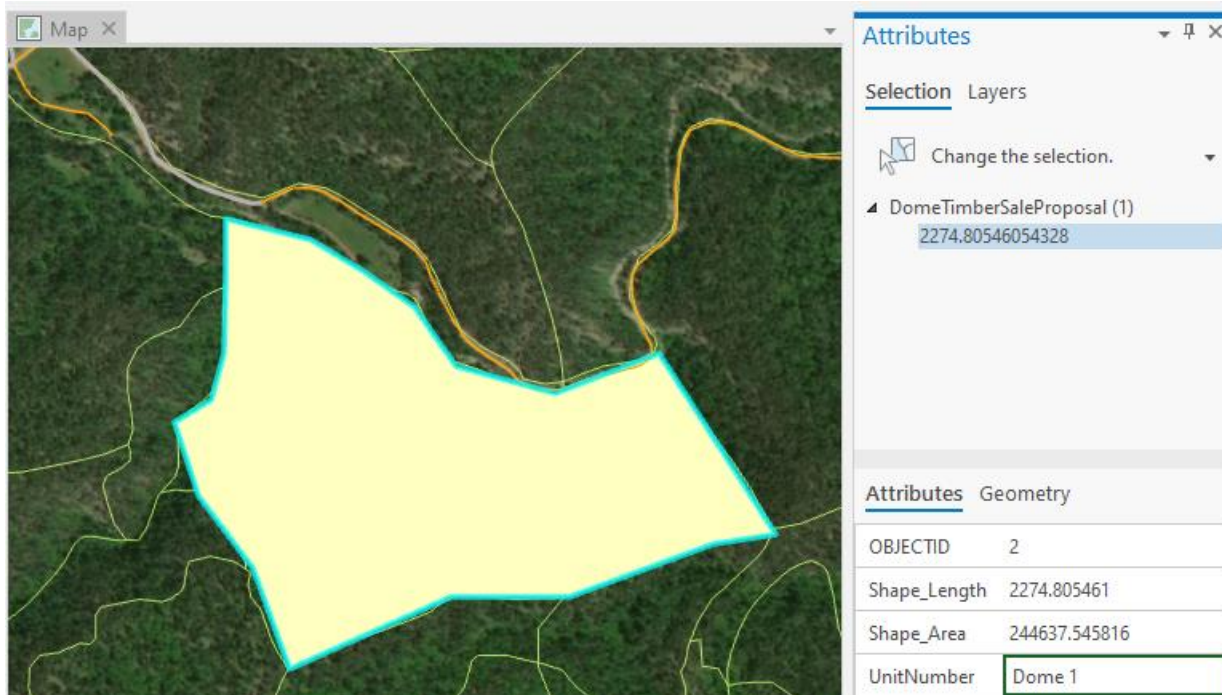 Map
Attributes
Selection Layers
Change the selection.
DomeTimberSaleProposal (1)
2274.80546054328
Attributes Geometry
OBJECTID 2
Shape_Length 2274.805461
Shape_Area 244637.545816
UnitNumber Dome 1